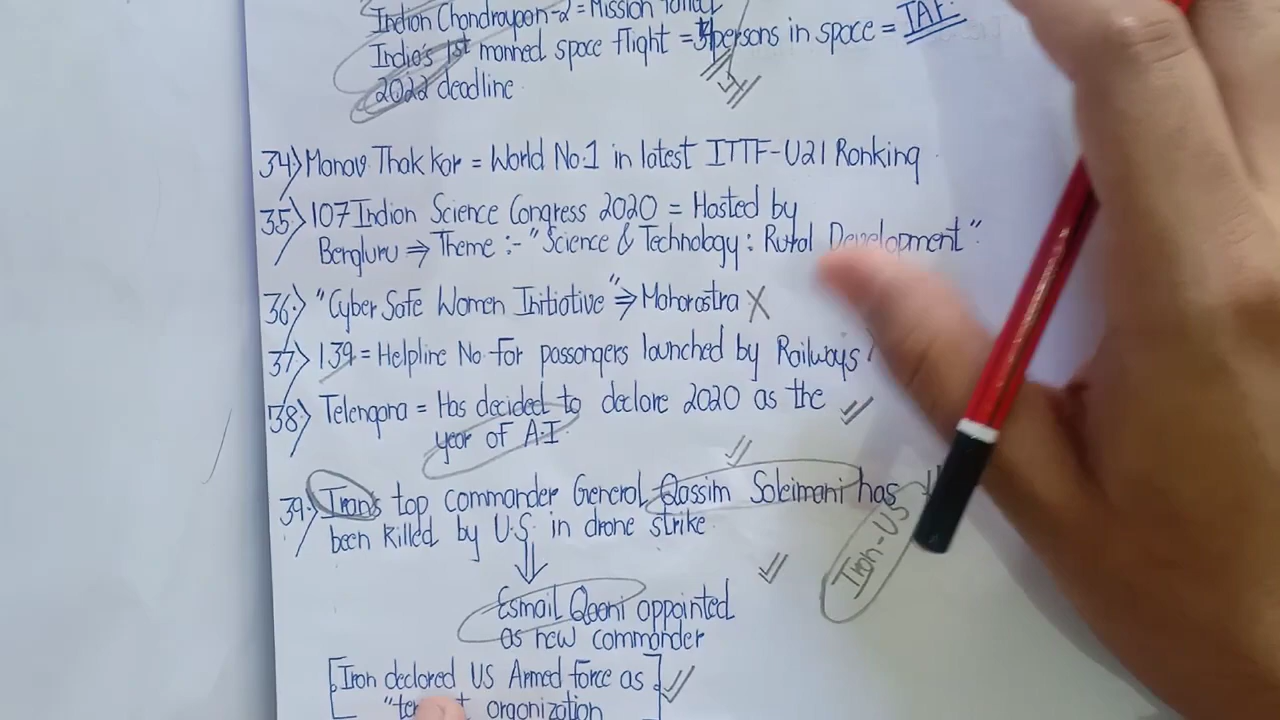 Indian Chandrayaan-2 = Mission
India's 1st manned space flight = persons in space = IAF
2022 deadline
34) Manav Thakkar = World No.1 in latest ITTF-U21 Ranking
35) 107 Indian Science Congress 2020 = Hosted by
Bengluru ⇒ Theme :- "Science & Technology: Rural Development"
36) "Cyber Safe Women Initiative" ⇒ Maharastra X
37) 139 = Helpline No. for passangers launched by Railways
38) Telengana = Has decided to declare 2020 as the
year of A.I.
39) Iran's top commander General Qassim Soleimani has
been killed by U.S. in drone strike
Iran-US
Esmail Qaani appointed
as new commander
[Iran declared US Armed force as
organization